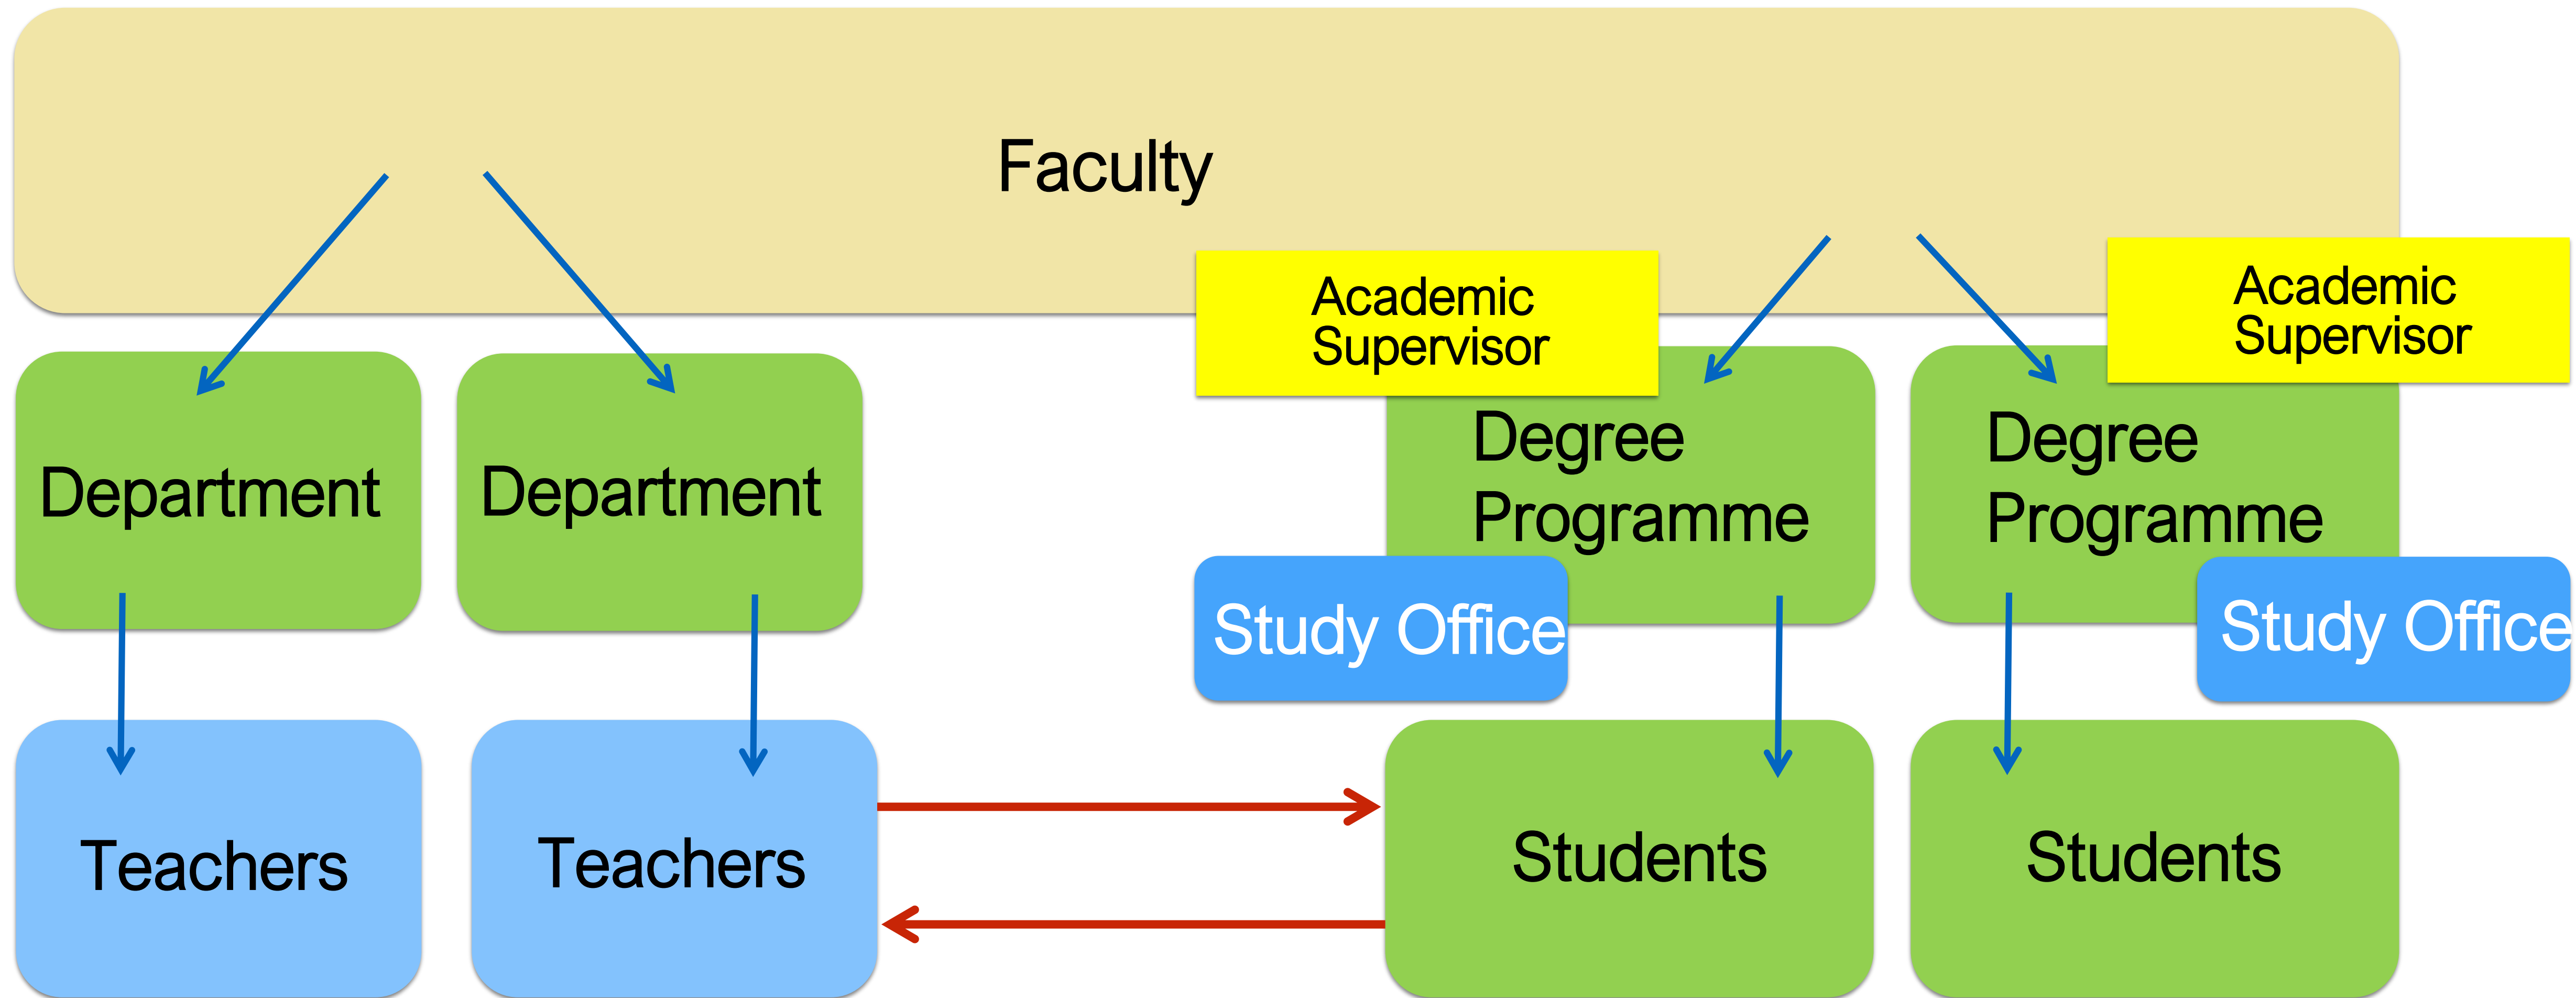 Faculty
Academic
Supervisor
Academic
Supervisor
Department
Department
Degree
Programme
Degree
Programme
Study Office
Study Office
Teachers
Teachers
Students
Students